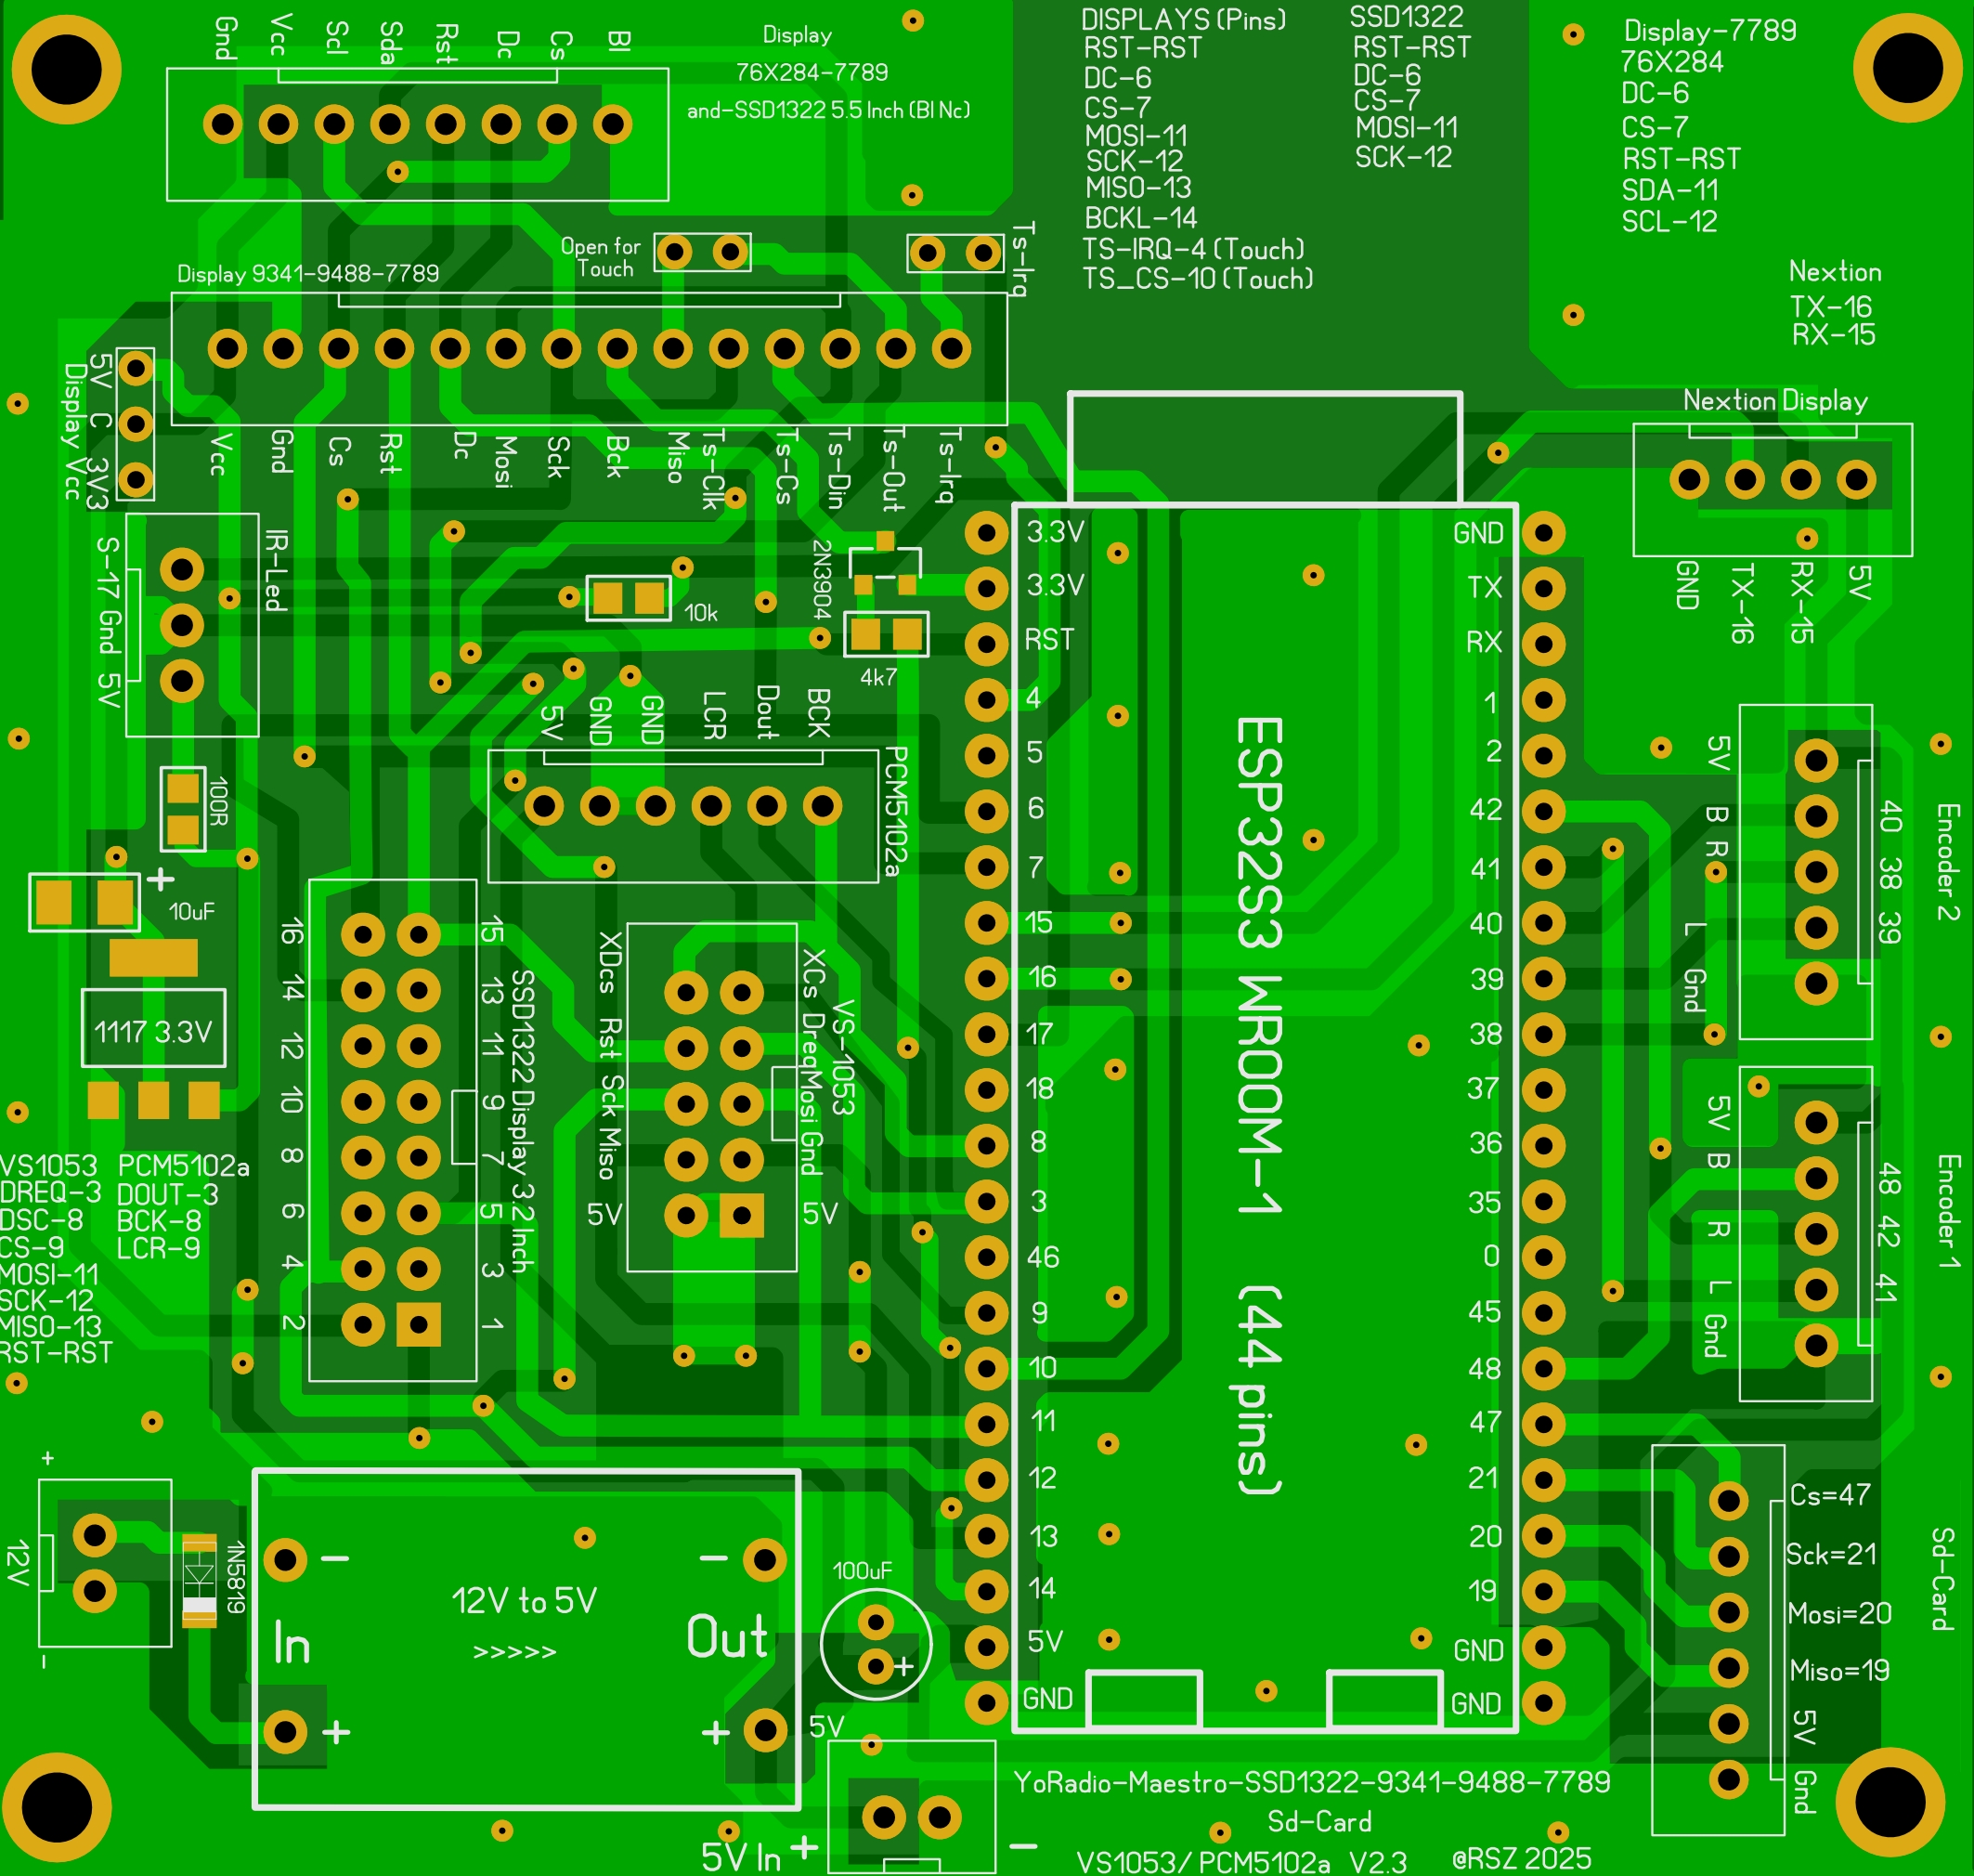 Gnd Vcc Scl Sda Rst Dc Cs Bl
Display
76X284-7789
and-SSD1322 5.5 Inch (Bl Nc)
DISPLAYS (Pins)
RST-RST
DC-6
CS-7
MOSI-11
SCK-12
MISO-13
BCKL-14
TS-IRQ-4 (Touch)
TS_CS-10 (Touch)
SSD1322
RST-RST
DC-6
CS-7
MOSI-11
SCK-12
Display-7789
76X284
DC-6
CS-7
RST-RST
SDA-11
SCL-12
Nextion
TX-16
RX-15
Open for
Touch
Ts-Irq
Display 9341-9488-7789
Vcc Gnd Cs Rst Dc Mosi Sck Bck Miso Ts-Clk Ts-Cs Ts-Din Ts-Out Ts-Irq
5V C 3V3
Display Vcc
Nextion Display
GND TX-16 RX-15 5V
S-17 Gnd 5V
IR-Led
10k
2N3904
4k7
100R
+
10uF
1117 3.3V
5V GND GND LCR Dout BCK
PCM5102a
16 14 12 10 8 6 4 2
15 13 11 9 7 5 3 1
SSD1322 Display 3.2 Inch
XDcs Rst Sck Miso
5V
XCs Dreq Mosi Gnd
5V
VS-1053
3.3V
3.3V
RST
4
5
6
7
15
16
17
18
8
3
46
9
10
11
12
13
14
5V
GND
ESP32S3 WROOM-1 (44 pins)
GND
TX
RX
1
2
42
41
40
39
38
37
36
35
0
45
48
47
21
20
19
GND
GND
5V B R L Gnd
40 38 39
Encoder 2
5V B R L Gnd
48 42 41
Encoder 1
VS1053
DREQ-3
DSC-8
CS-9
MOSI-11
SCK-12
MISO-13
RST-RST
PCM5102a
DOUT-3
BCK-8
LCR-9
+
12V
-
1N5819
- -
12V to 5V
In Out
>>>>>
+ +
100uF
+
5V
5V In + -
Cs=47
Sck=21
Mosi=20
Miso=19
5V
Gnd
Sd-Card
YoRadio-Maestro-SSD1322-9341-9488-7789
Sd-Card
VS1053/ PCM5102a V2.3 @RSZ 2025